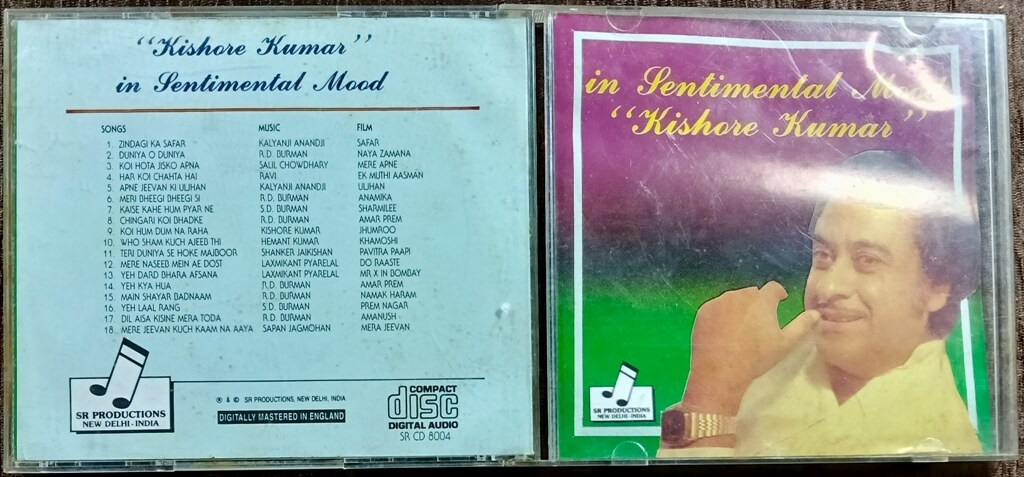 “Kishore Kumar”
in Sentimental Mood
SONGS MUSIC FILM
1. ZINDAGI KA SAFAR KALYANJI ANANDJI SAFAR
2. DUNIYA O DUNIYA R.D. BURMAN NAYA ZAMANA
3. KOI HOTA JISKO APNA SALIL CHOWDHARY MERE APNE
4. HAR KOI CHAHTA HAI RAVI EK MUTHI AASMAN
5. APNE JEEVAN KI ULJHAN KALYANJI ANANDJI ULJHAN
6. MERI BHEEGI BHEEGI SI R.D. BURMAN ANAMIKA
7. KAISE KAHE HUM PYAR NE S.D. BURMAN SHARMILEE
8. CHINGARI KOI BHADKE R.D. BURMAN AMAR PREM
9. KOI HUM DUM NA RAHA KISHORE KUMAR JHUMROO
10. WHO SHAM KUCH AJEEB THI HEMANT KUMAR KHAMOSHI
11. TERI DUNIYA SE HOKE MAJBOOR SHANKER JAIKISHAN PAVITRA PAAPI
12. MERE NASEEB MEIN AE DOST LAXMIKANT PYARELAL DO RAASTE
13. YEH DARD BHARA AFSANA LAXMIKANT PYARELAL MR X IN BOMBAY
14. YEH KYA HUA R.D. BURMAN AMAR PREM
15. MAIN SHAYAR BADNAAM R.D. BURMAN NAMAK HARAM
16. YEH LAAL RANG S.D. BURMAN PREM NAGAR
17. DIL AISA KISINE MERA TODA R.D. BURMAN AMANUSH
18. MERE JEEVAN KUCH KAAM NA AAYA SAPAN JAGMOHAN MERA JEEVAN
SR PRODUCTIONS
NEW DELHI-INDIA
® & © SR PRODUCTIONS, NEW DELHI, INDIA
DIGITALLY MASTERED IN ENGLAND
COMPACT
disc
DIGITAL AUDIO
SR CD 8004
in Sentimental Mood
“Kishore Kumar”
SR PRODUCTIONS
NEW DELHI-INDIA